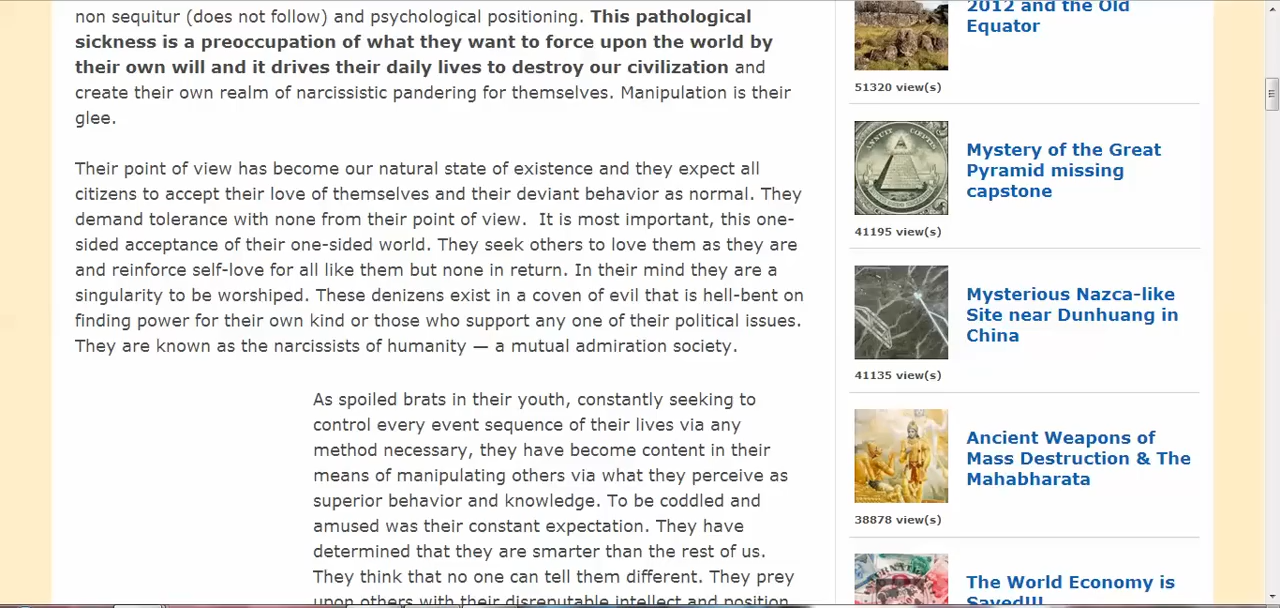 non sequitur (does not follow) and psychological positioning. This pathological
sickness is a preoccupation of what they want to force upon the world by
their own will and it drives their daily lives to destroy our civilization and
create their own realm of narcissistic pandering for themselves. Manipulation is their
glee.
Their point of view has become our natural state of existence and they expect all
citizens to accept their love of themselves and their deviant behavior as normal. They
demand tolerance with none from their point of view.  It is most important, this one-
sided acceptance of their one-sided world. They seek others to love them as they are
and reinforce self-love for all like them but none in return. In their mind they are a
singularity to be worshiped. These denizens exist in a coven of evil that is hell-bent on
finding power for their own kind or those who support any one of their political issues.
They are known as the narcissists of humanity — a mutual admiration society.
As spoiled brats in their youth, constantly seeking to
control every event sequence of their lives via any
method necessary, they have become content in their
means of manipulating others via what they perceive as
superior behavior and knowledge. To be coddled and
amused was their constant expectation. They have
determined that they are smarter than the rest of us.
They think that no one can tell them different. They prey
upon others with their disreputable intellect and position
2012 and the Old
Equator
51320 view(s)
ANNUIT CŒPTIS
Mystery of the Great
Pyramid missing
capstone
41195 view(s)
Mysterious Nazca-like
Site near Dunhuang in
China
41135 view(s)
Ancient Weapons of
Mass Destruction & The
Mahabharata
38878 view(s)
The World Economy is
Saved!!!